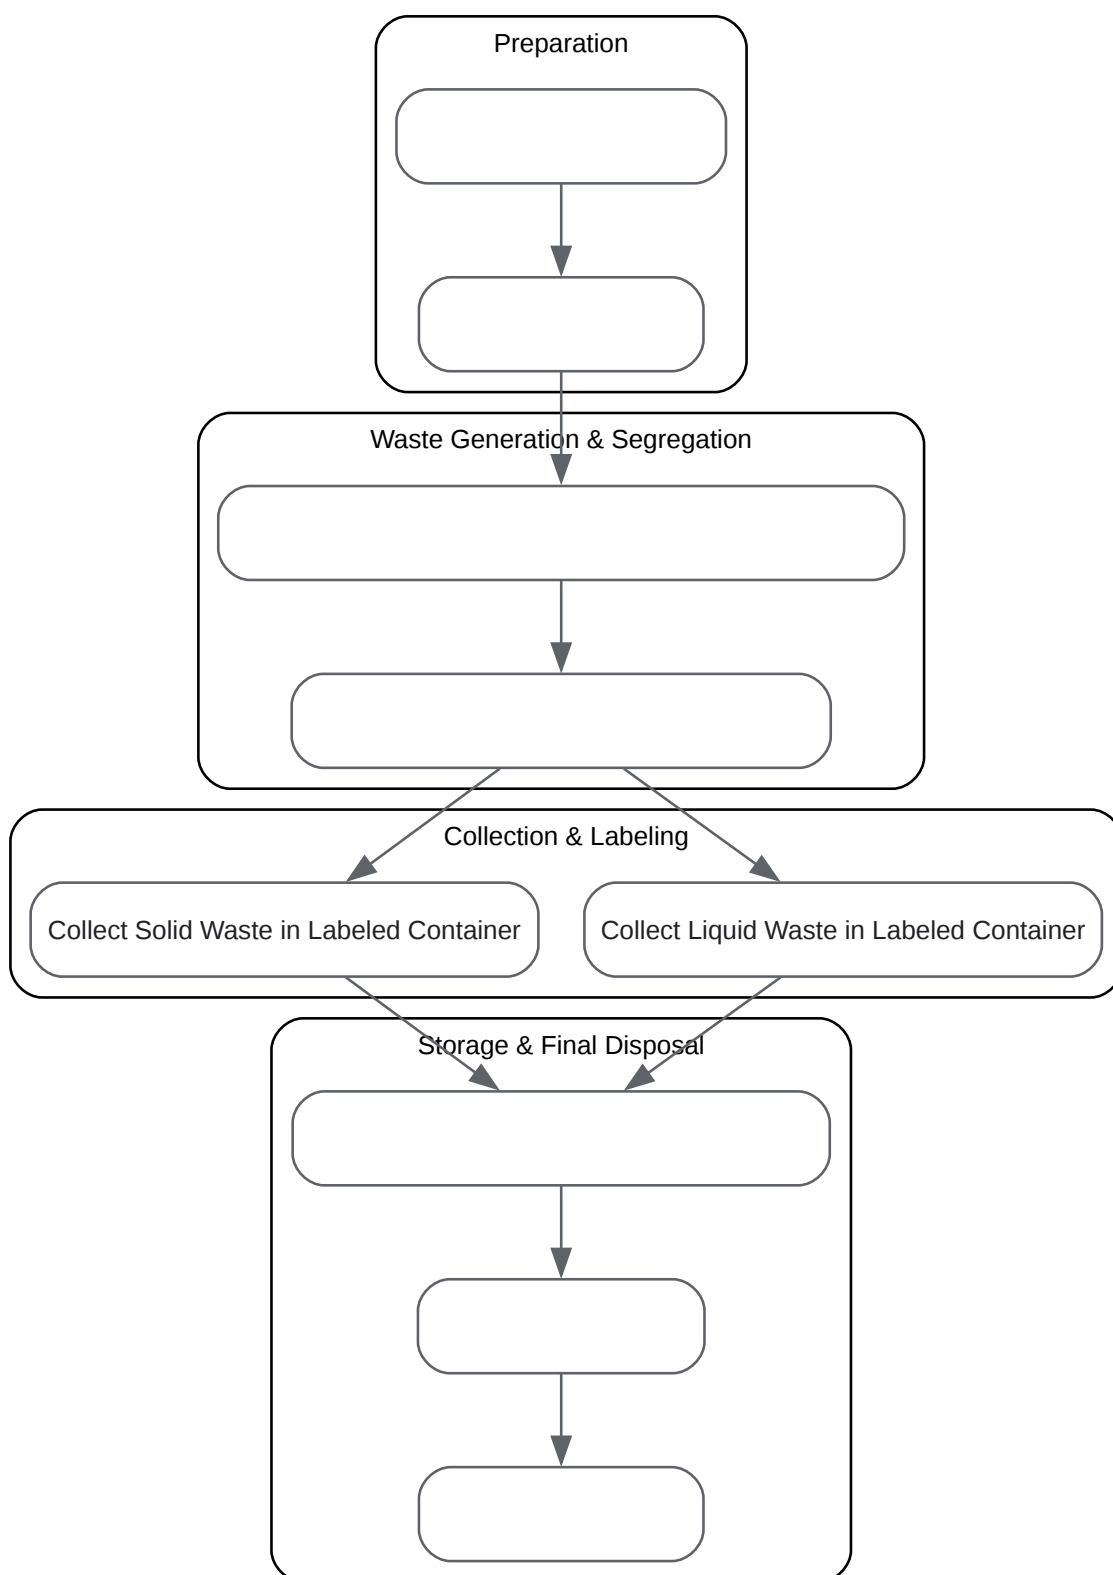 Preparation
Waste Generation & Segregation
Collection & Labeling
Collect Solid Waste in Labeled Container
Collect Liquid Waste in Labeled Container
Storage & Final Disposal